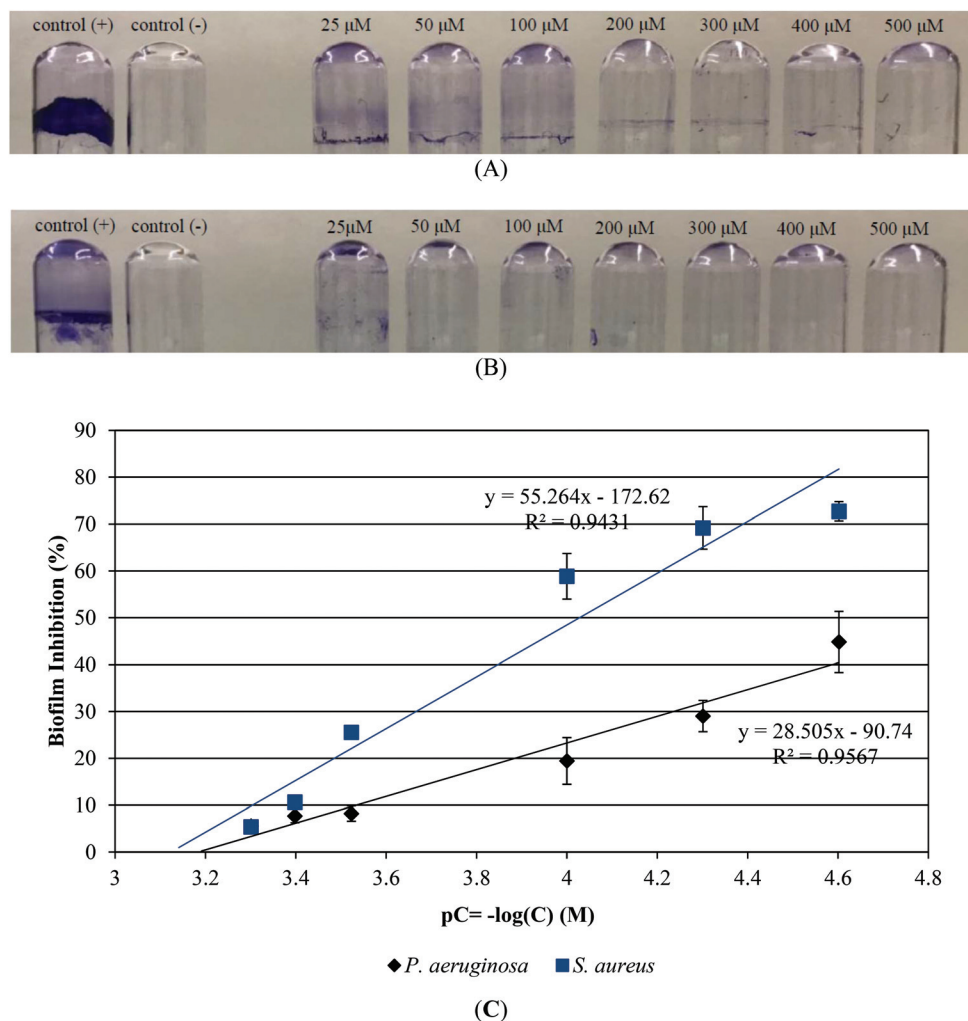 control (+) control (-) 25 µM 50 µM 100 µM 200 µM 300 µM 400 µM 500 µM
(A)
control (+) control (-) 25µM 50 µM 100 µM 200 µM 300 µM 400 µM 500 µM
(B)
90
80
70
60
50
40
30
20
10
0
Biofilm Inhibition (%)
y = 55.264x - 172.62
R² = 0.9431
y = 28.505x - 90.74
R² = 0.9567
3 3.2 3.4 3.6 3.8 4 4.2 4.4 4.6 4.8
pC= -log(C) (M)
P. aeruginosa S. aureus
(C)